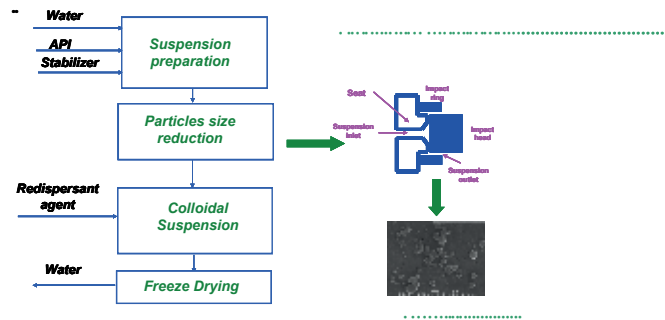 Water
API
Stabilizer
Suspension
preparation
Particles size
reduction
Redispersant
agent
Colloidal
Suspension
Water
Freeze Drying
Seat
Impact
ring
Suspension
inlet
Impact
head
Suspension
outlet